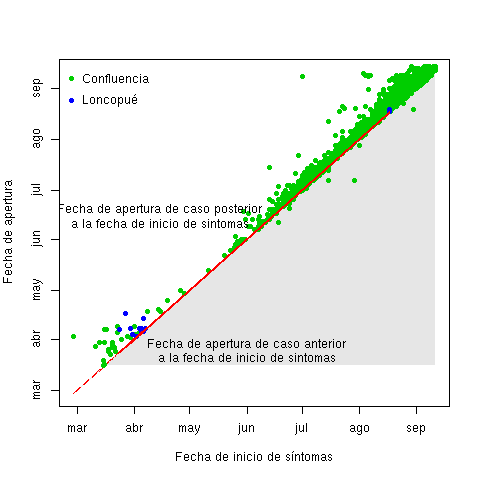 Confluencia
Loncopué
Fecha de apertura de caso posterior
a la fecha de inicio de sintomas
Fecha de apertura de caso anterior
a la fecha de inicio de sintomas
Fecha de apertura
mar
abr
may
jun
jul
ago
sep
mar
abr
may
jun
jul
ago
sep
Fecha de inicio de síntomas